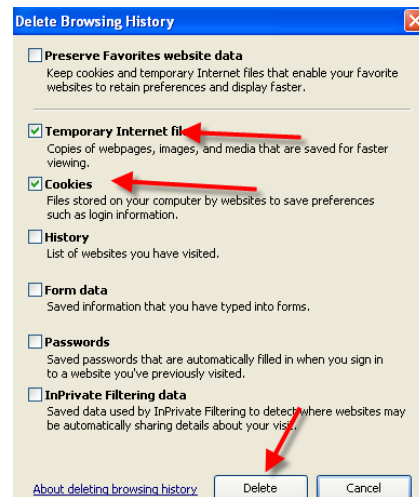 Delete Browsing History
Preserve Favorites website data
Keep cookies and temporary Internet files that enable your favorite
websites to retain preferences and display faster.
Temporary Internet
Copies of webpages, images, and media that are saved for faster
viewing.
Cookies
Files stored on your computer by websites to save preferences
such as login information.
History
List of websites you have visited.
Form data
Saved information that you have typed into forms.
Passwords
Saved passwords that are automatically filled in when you sign in
to a website you've previously visited.
InPrivate Filtering data
Saved data used by InPrivate Filtering to detect where websites may
be automatically sharing details about your visit.
About deleting browsing history
Delete
Cancel